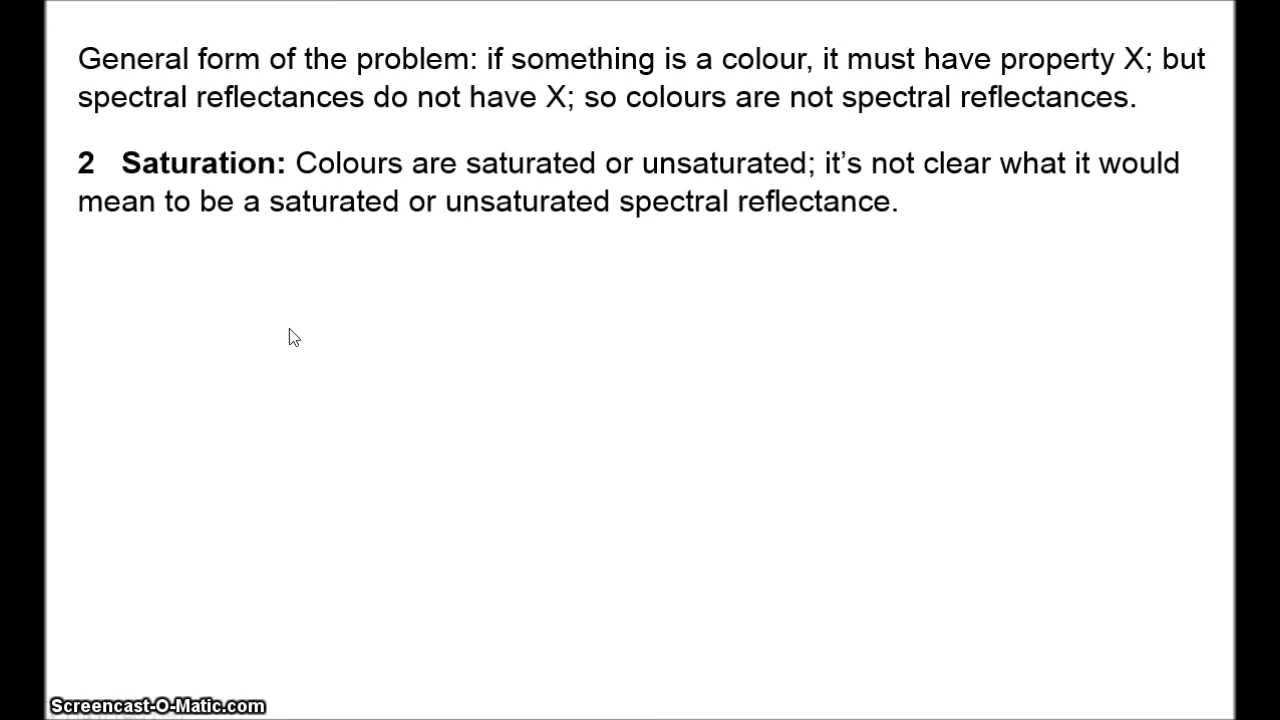 General form of the problem: if something is a colour, it must have property X; but
spectral reflectances do not have X; so colours are not spectral reflectances.
2 Saturation: Colours are saturated or unsaturated; it’s not clear what it would
mean to be a saturated or unsaturated spectral reflectance.
Screencast-O-Matic.com